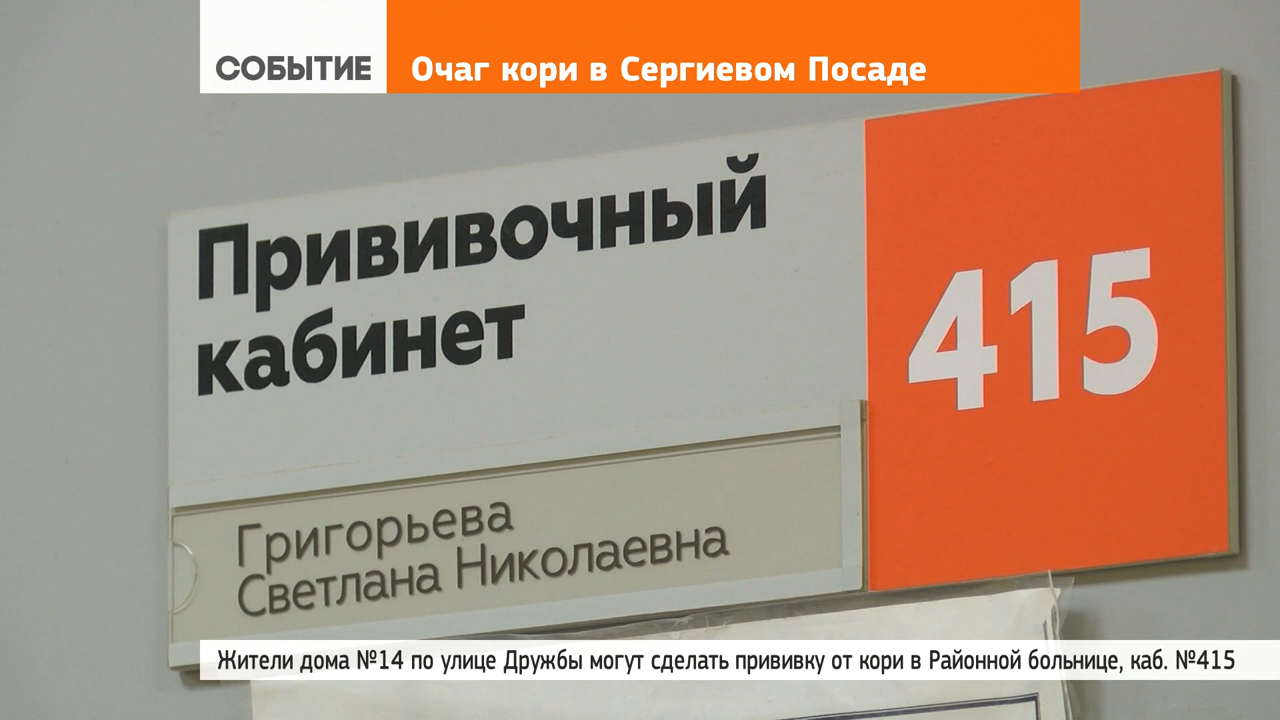 СОБЫТИЕ Очаг кори в Сергиевом Посаде
Прививочный
кабинет
415
Григорьева
Светлана Николаевна
Жители дома №14 по улице Дружбы могут сделать прививку от кори в Районной больнице, каб. №415